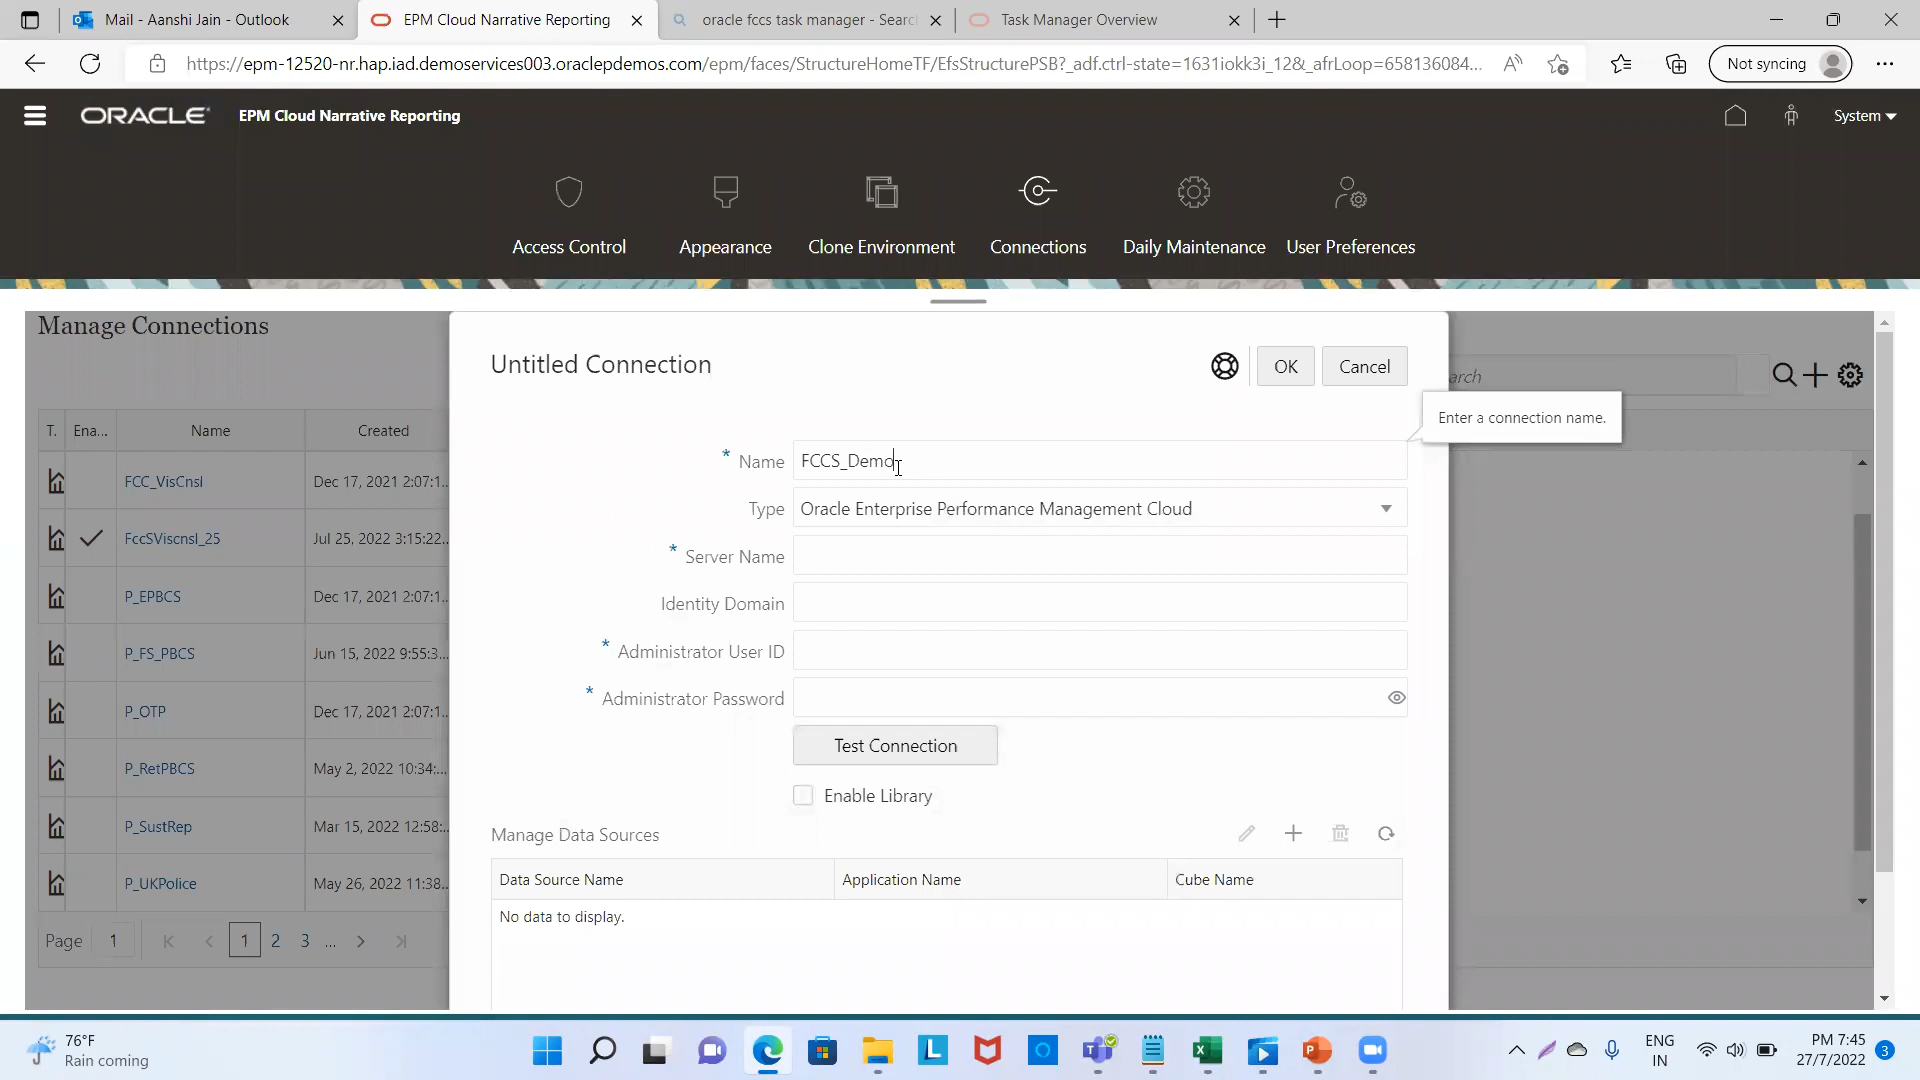 Mail - Aanshi Jain - Outlook
EPM Cloud Narrative Reporting
oracle fccs task manager - Searc
Task Manager Overview
https://epm-12520-nr.hap.iad.demoservices003.oraclepdemos.com/epm/faces/StructureHomeTF/EfsStructurePSB?_adf.ctrl-state=1631iokk3i_12&_afrLoop=658136084...
Not syncing
ORACLE
EPM Cloud Narrative Reporting
System
Access Control
Appearance
Clone Environment
Connections
Daily Maintenance
User Preferences
Manage Connections
Untitled Connection
OK
Cancel
arch
Enter a connection name.
T. Ena... Name Created
FCC_VisCnsl Dec 17, 2021 2:07:1...
FccSViscnsl_25 Jul 25, 2022 3:15:22...
P_EPBCS Dec 17, 2021 2:07:1...
P_FS_PBCS Jun 15, 2022 9:55:3...
P_OTP Dec 17, 2021 2:07:1...
P_RetPBCS May 2, 2022 10:34:...
P_SustRep Mar 15, 2022 12:58:...
P_UKPolice May 26, 2022 11:38...
Page 1 1 2 3 ...
* Name FCCS_Demo
Type Oracle Enterprise Performance Management Cloud
* Server Name
Identity Domain
* Administrator User ID
* Administrator Password
Test Connection
Enable Library
Manage Data Sources
Data Source Name Application Name Cube Name
No data to display.
76°F
Rain coming
ENG
IN
PM 7:45
27/7/2022
3